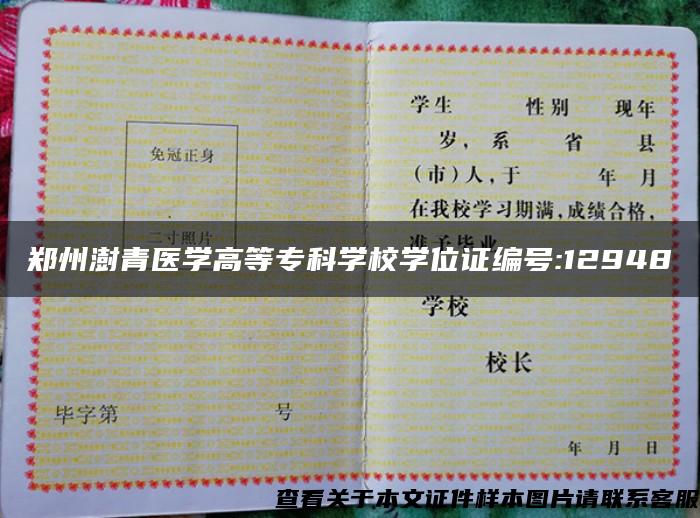 免冠正身
二寸照片
毕字第 号
学生 性别 现年
岁，系 省 县
(市)人，于 年 月
在我校学习期满，成绩合格，
准予毕业
郑州澍青医学高等专科学校学位证编号:12948
学校
校长
年 月 日
查看关于本文证件样本图片请联系客服